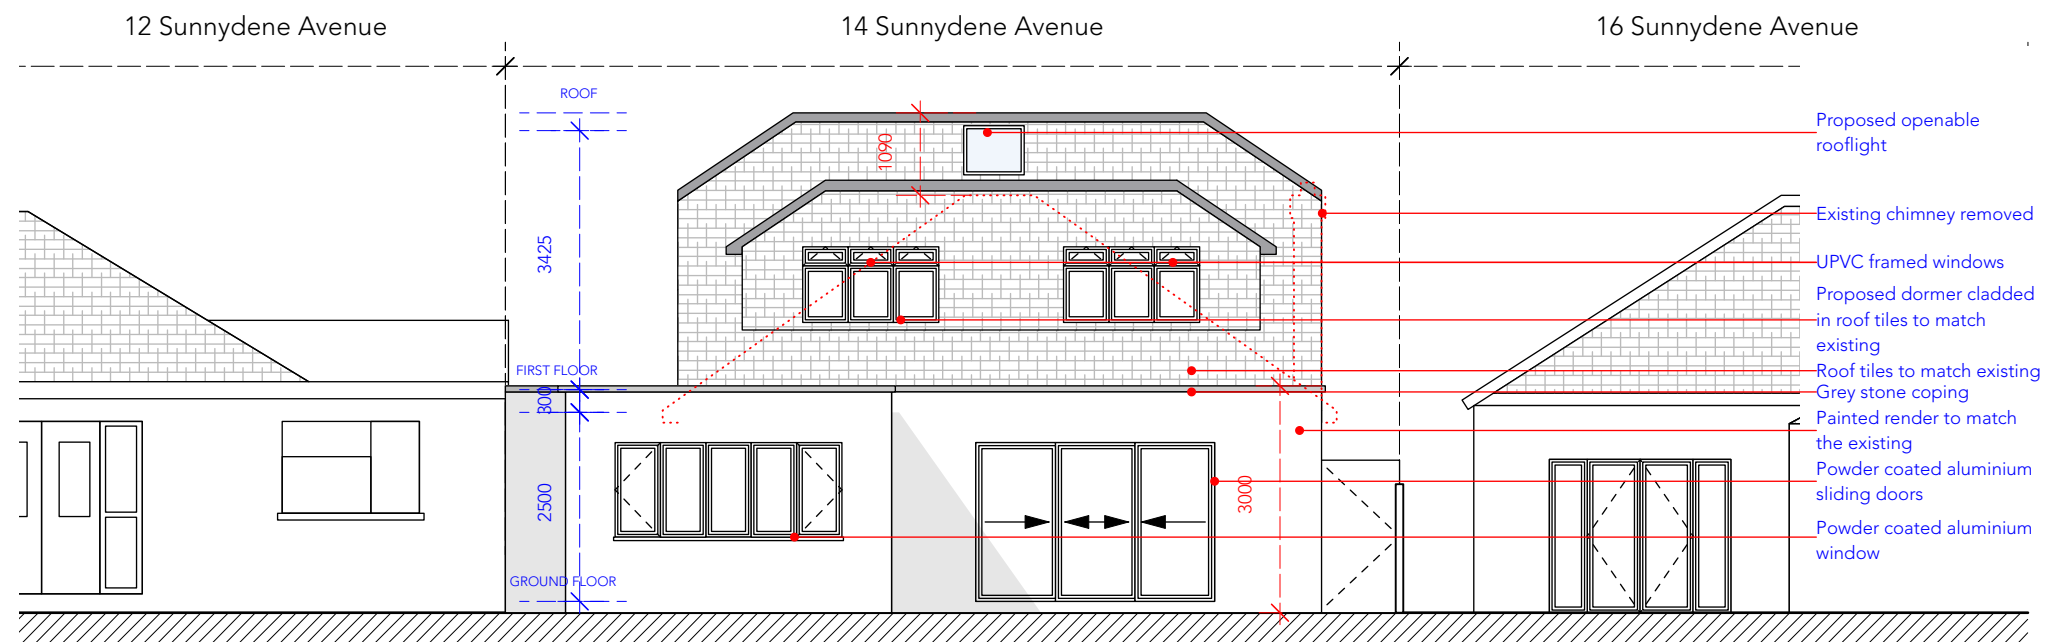 12 Sunnydene Avenue
14 Sunnydene Avenue
16 Sunnydene Avenue
ROOF
1090
3425
FIRST FLOOR
300
2500
3000
GROUND FLOOR
Proposed openable
rooflight
Existing chimney removed
UPVC framed windows
Proposed dormer cladded
in roof tiles to match
existing
Roof tiles to match existing
Grey stone coping
Painted render to match
the existing
Powder coated aluminium
sliding doors
Powder coated aluminium
window